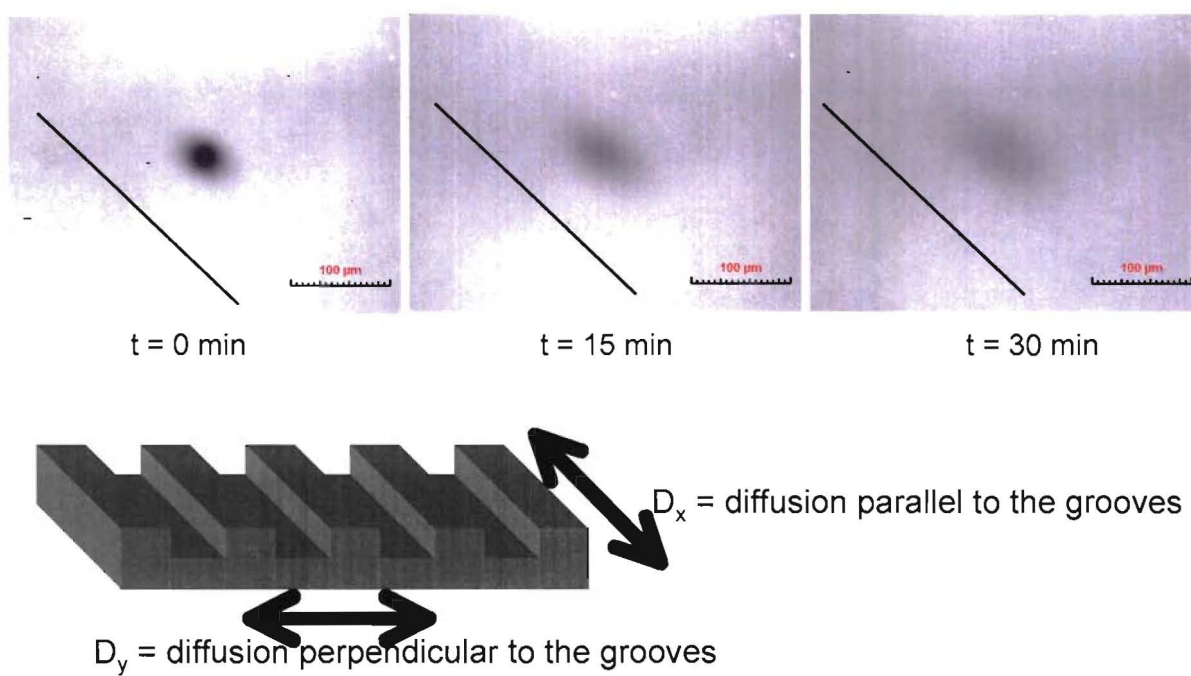 100 µm
100 µm
100 µm
t = 0 min
t = 15 min
t = 30 min
Dₓ = diffusion parallel to the grooves
Dᵧ = diffusion perpendicular to the grooves